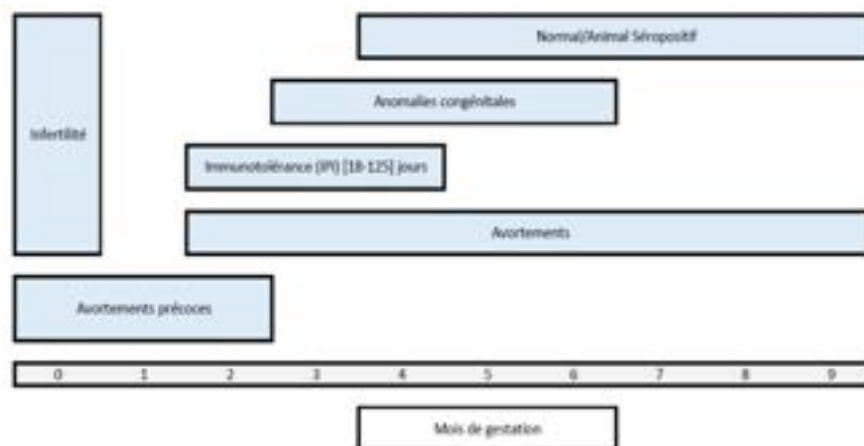 Normal/Animal Séropositif
Anomalies congénitales
Infertilité
Immunotolérance (IPI) [18-125] jours
Avortements
Avortements précoces
0 1 2 3 4 5 6 7 8 9
Mois de gestation